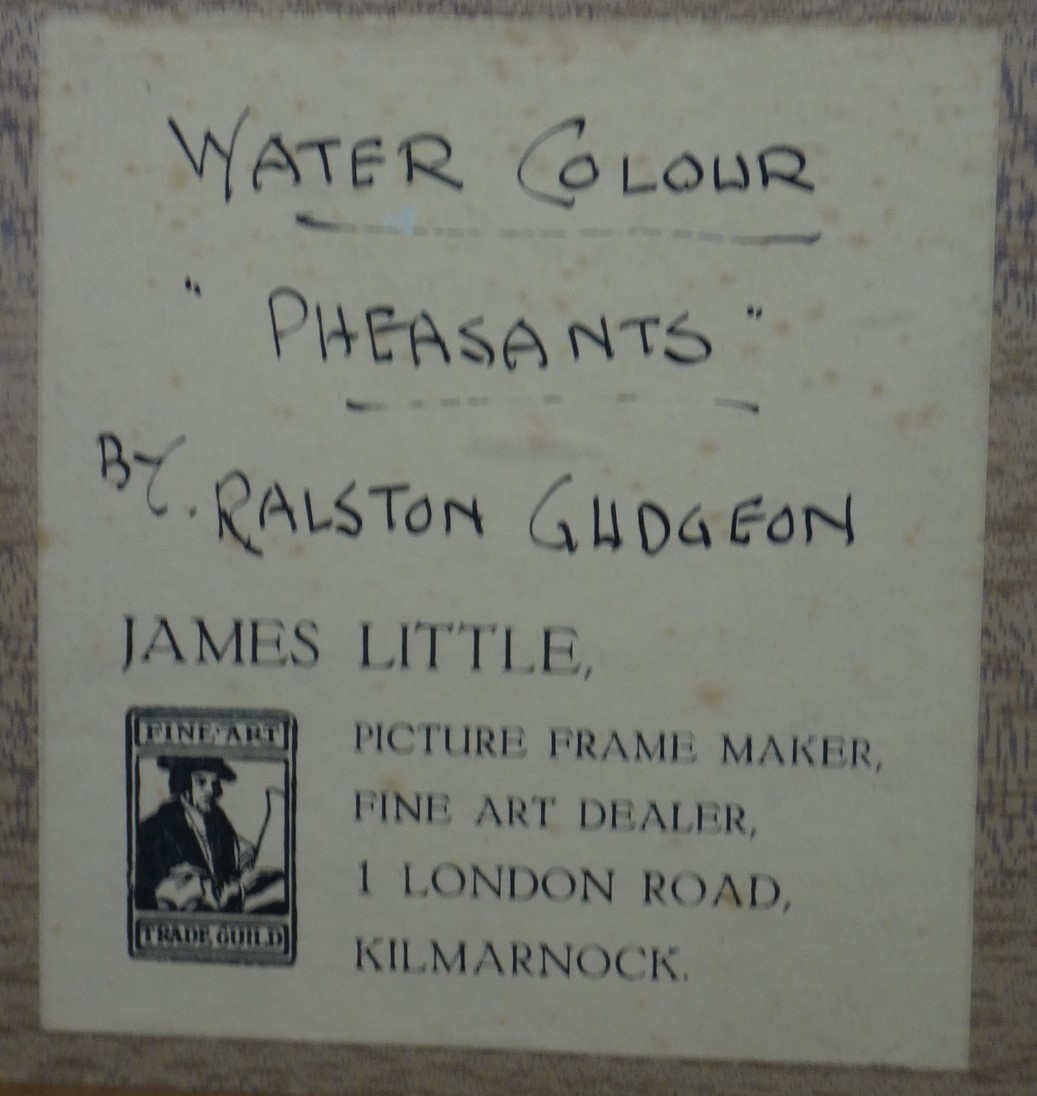 WATER COLOUR
" PHEASANTS "
BY. RALSTON GUDGEON
JAMES LITTLE,
FINE·ART
TRADE GUILD
PICTURE FRAME MAKER,
FINE ART DEALER,
1 LONDON ROAD,
KILMARNOCK.